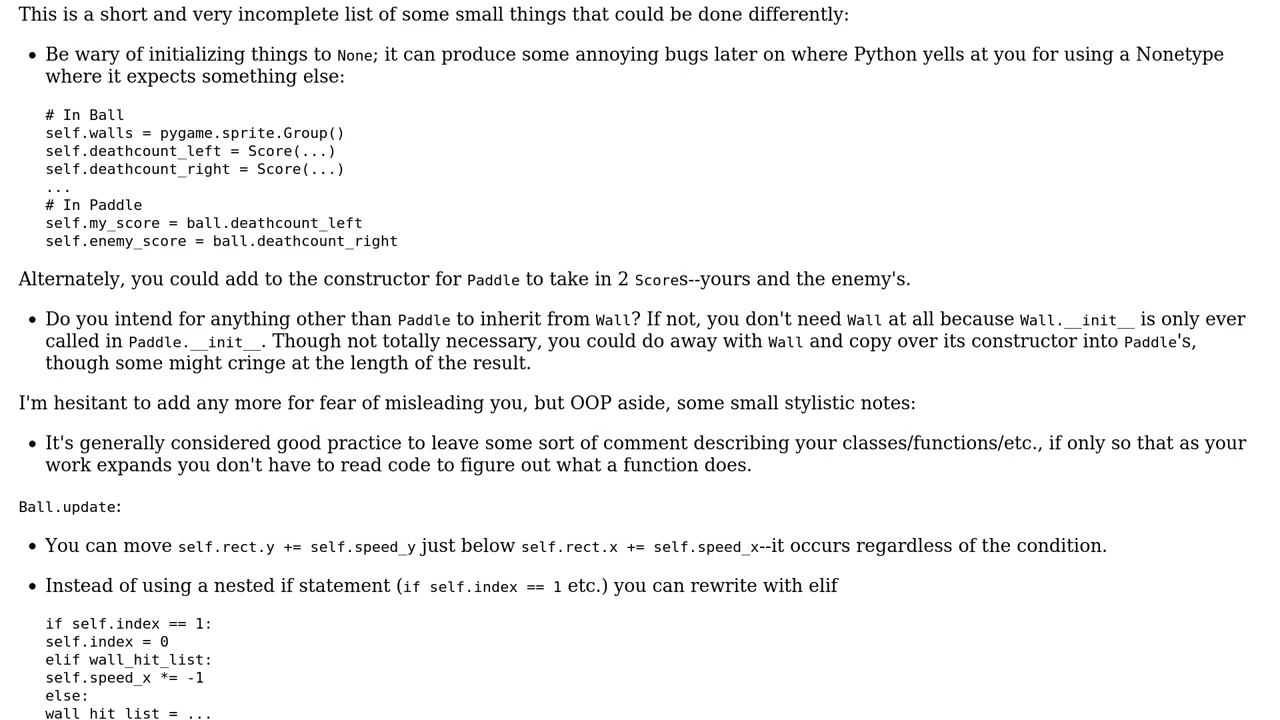 This is a short and very incomplete list of some small things that could be done differently:
• Be wary of initializing things to None; it can produce some annoying bugs later on where Python yells at you for using a Nonetype
where it expects something else:
# In Ball
self.walls = pygame.sprite.Group()
self.deathcount_left = Score(...)
self.deathcount_right = Score(...)
...
# In Paddle
self.my_score = ball.deathcount_left
self.enemy_score = ball.deathcount_right
Alternately, you could add to the constructor for Paddle to take in 2 Scores--yours and the enemy's.
• Do you intend for anything other than Paddle to inherit from Wall? If not, you don't need Wall at all because Wall.__init__ is only ever
called in Paddle.__init__. Though not totally necessary, you could do away with Wall and copy over its constructor into Paddle's,
though some might cringe at the length of the result.
I'm hesitant to add any more for fear of misleading you, but OOP aside, some small stylistic notes:
• It's generally considered good practice to leave some sort of comment describing your classes/functions/etc., if only so that as your
work expands you don't have to read code to figure out what a function does.
Ball.update:
• You can move self.rect.y += self.speed_y just below self.rect.x += self.speed_x--it occurs regardless of the condition.
• Instead of using a nested if statement (if self.index == 1 etc.) you can rewrite with elif
if self.index == 1:
self.index = 0
elif wall_hit_list:
self.speed_x *= -1
else:
wall_hit_list = ...